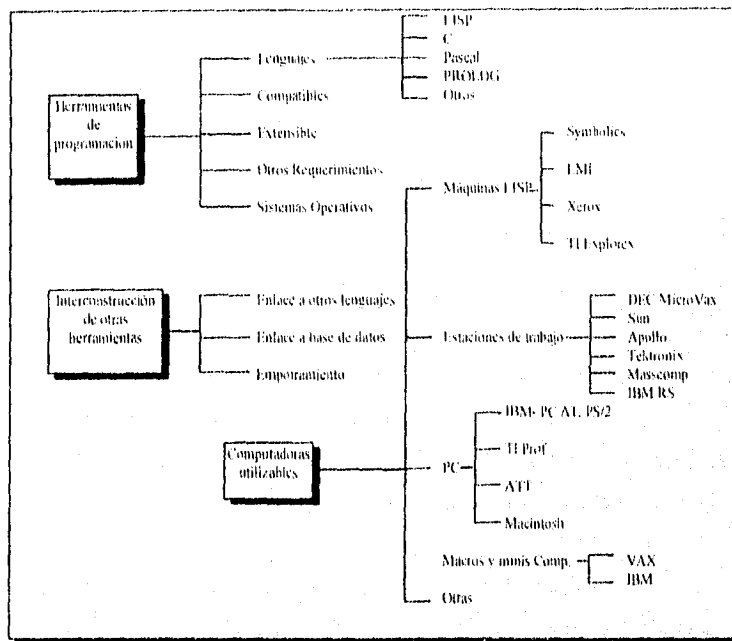 Herramientas
de
programacion
Lenguajes
LISP
C
Pascal
PROLOG
Otros
Compatibles
Extensible
Otros Requerimientos
Sistemas Operativos
Interconstrucción
de otras
herramientas
Enlace a otros lenguajes
Enlace a base de datos
Empotramiento
Computadoras
utilizables
Máquinas LISP
Symbolics
LMI
Xerox
TI Explorex
Estaciones de trabajo
DEC MicroVax
Sun
Apollo
Tektronix
Masscomp
IBM RS
PC
IBM- PC AT, PS/2
TI Prof
ATT
Macintosh
Macros y minis Comp.
VAX
IBM
Otras